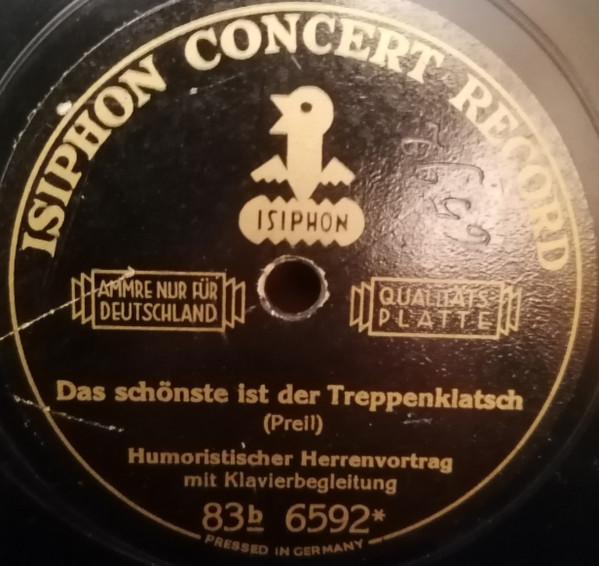 ISIPHON CONCERT RECORD
ISIPHON
AMMRE NUR FÜR
DEUTSCHLAND
QUALITÄTS
PLATTE
Das schönste ist der Treppenklatsch
(Preil)
Humoristischer Herrenvortrag
mit Klavierbegleitung
83b 6592*
PRESSED IN GERMANY